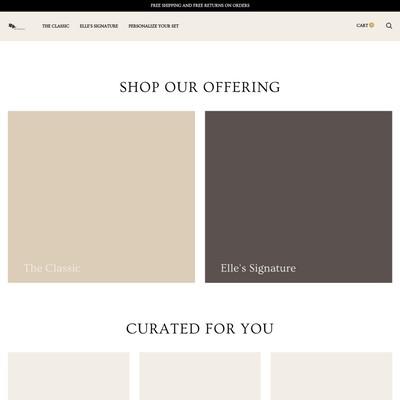 FREE SHIPPING AND FREE RETURNS ON ORDERS
THE CLASSIC ELLE'S SIGNATURE PERSONALIZE YOUR SET CART
SHOP OUR OFFERING
The Classic
Elle's Signature
CURATED FOR YOU